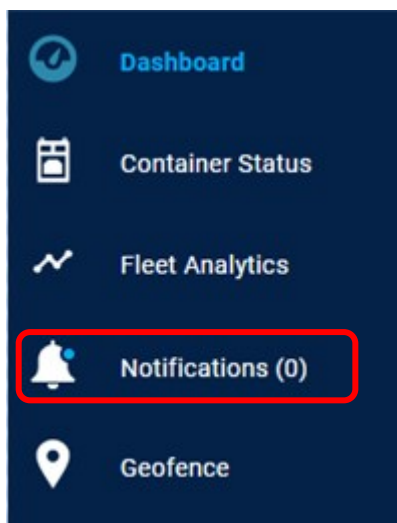 Dashboard
Container Status
Fleet Analytics
Notifications (0)
Geofence